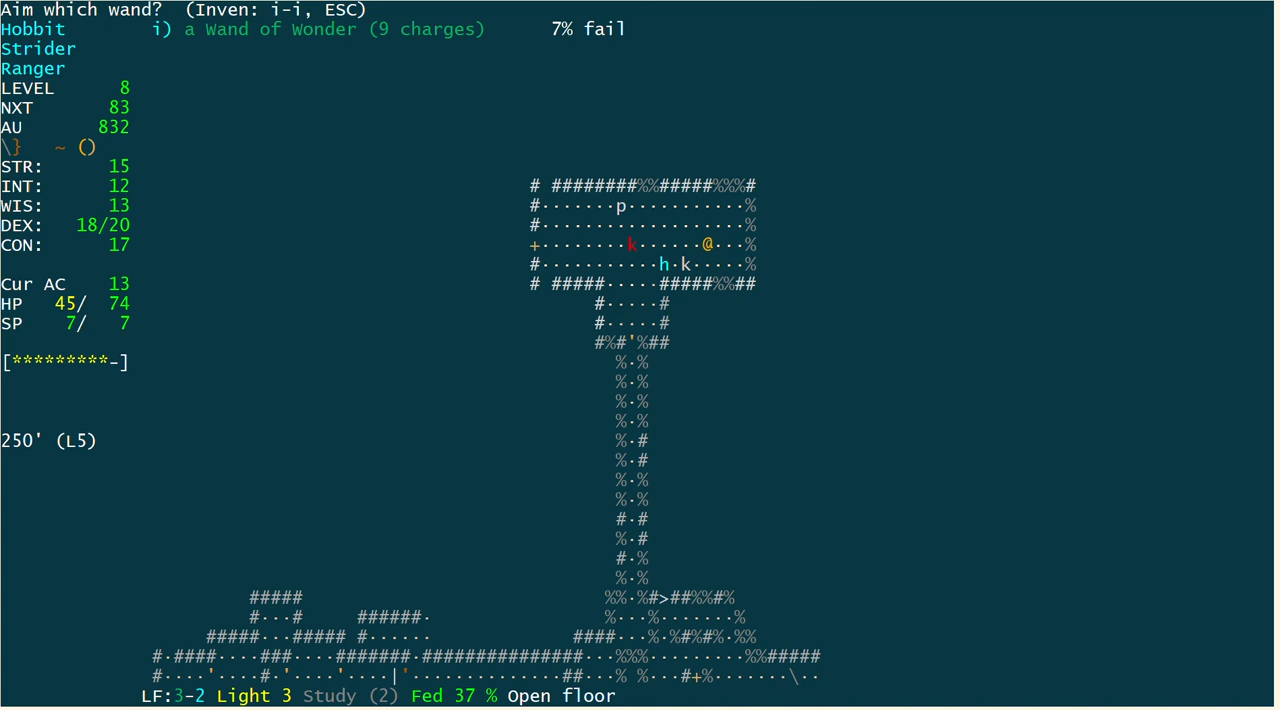 Aim which wand?  (Inven: i-i, ESC)
Hobbit        i) a Wand of Wonder (9 charges)      7% fail
Strider
Ranger
LEVEL      8
NXT       83
AU       832
\}   ~ ()
STR:      15
# ########%%#####%%%#
INT:      12
#·······p···········%
WIS:      13
#···················%
DEX:   18/20
+········k······@···%
CON:      17
#···········h·k·····%
# #####·····#####%%##
Cur AC    13
HP   45/  74
#·····#
SP    7/   7
#·····#
#%#'%##
[*********-]
%·%
%·%
%·%
%·%
250' (L5)
%·#
%·#
%·%
%·%
#·#
%·#
#·%
%·%
##### %%·%#>##%%#%
#···# ######· %···%·······%
#####···##### #······ ####···%·%#%#%·%%
#·####····###····#######·###############···%%%·········%%#####
#····'····#·'····'····|'··············##···% %···#+%·······\··
LF:3-2 Light 3 Study (2) Fed 37 % Open floor